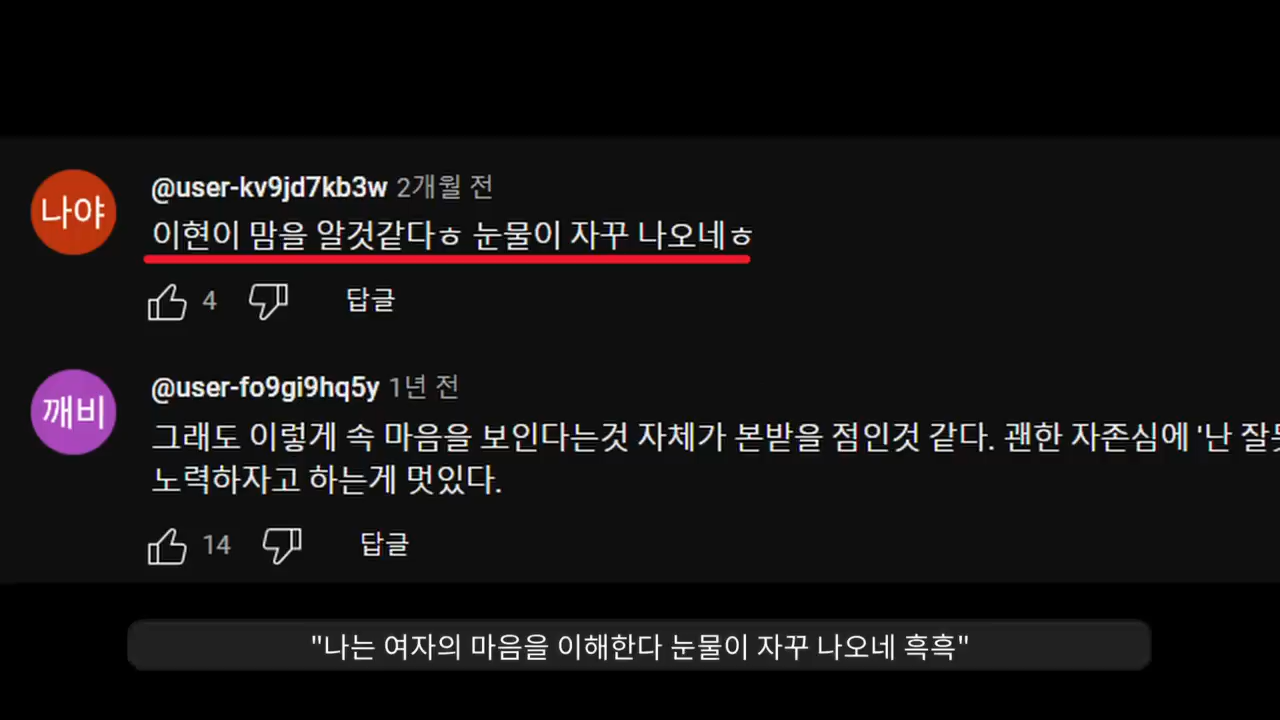 나야
@user-kv9jd7kb3w 2개월 전
이현이 맘을 알것같다ㅎ 눈물이 자꾸 나오네ㅎ
4 답글
깨비
@user-fo9gi9hq5y 1년 전
그래도 이렇게 속 마음을 보인다는것 자체가 본받을 점인것 같다. 괜한 자존심에 '난
노력하자고 하는게 멋있다.
14 답글
"나는 여자의 마음을 이해한다 눈물이 자꾸 나오네 흑흑"